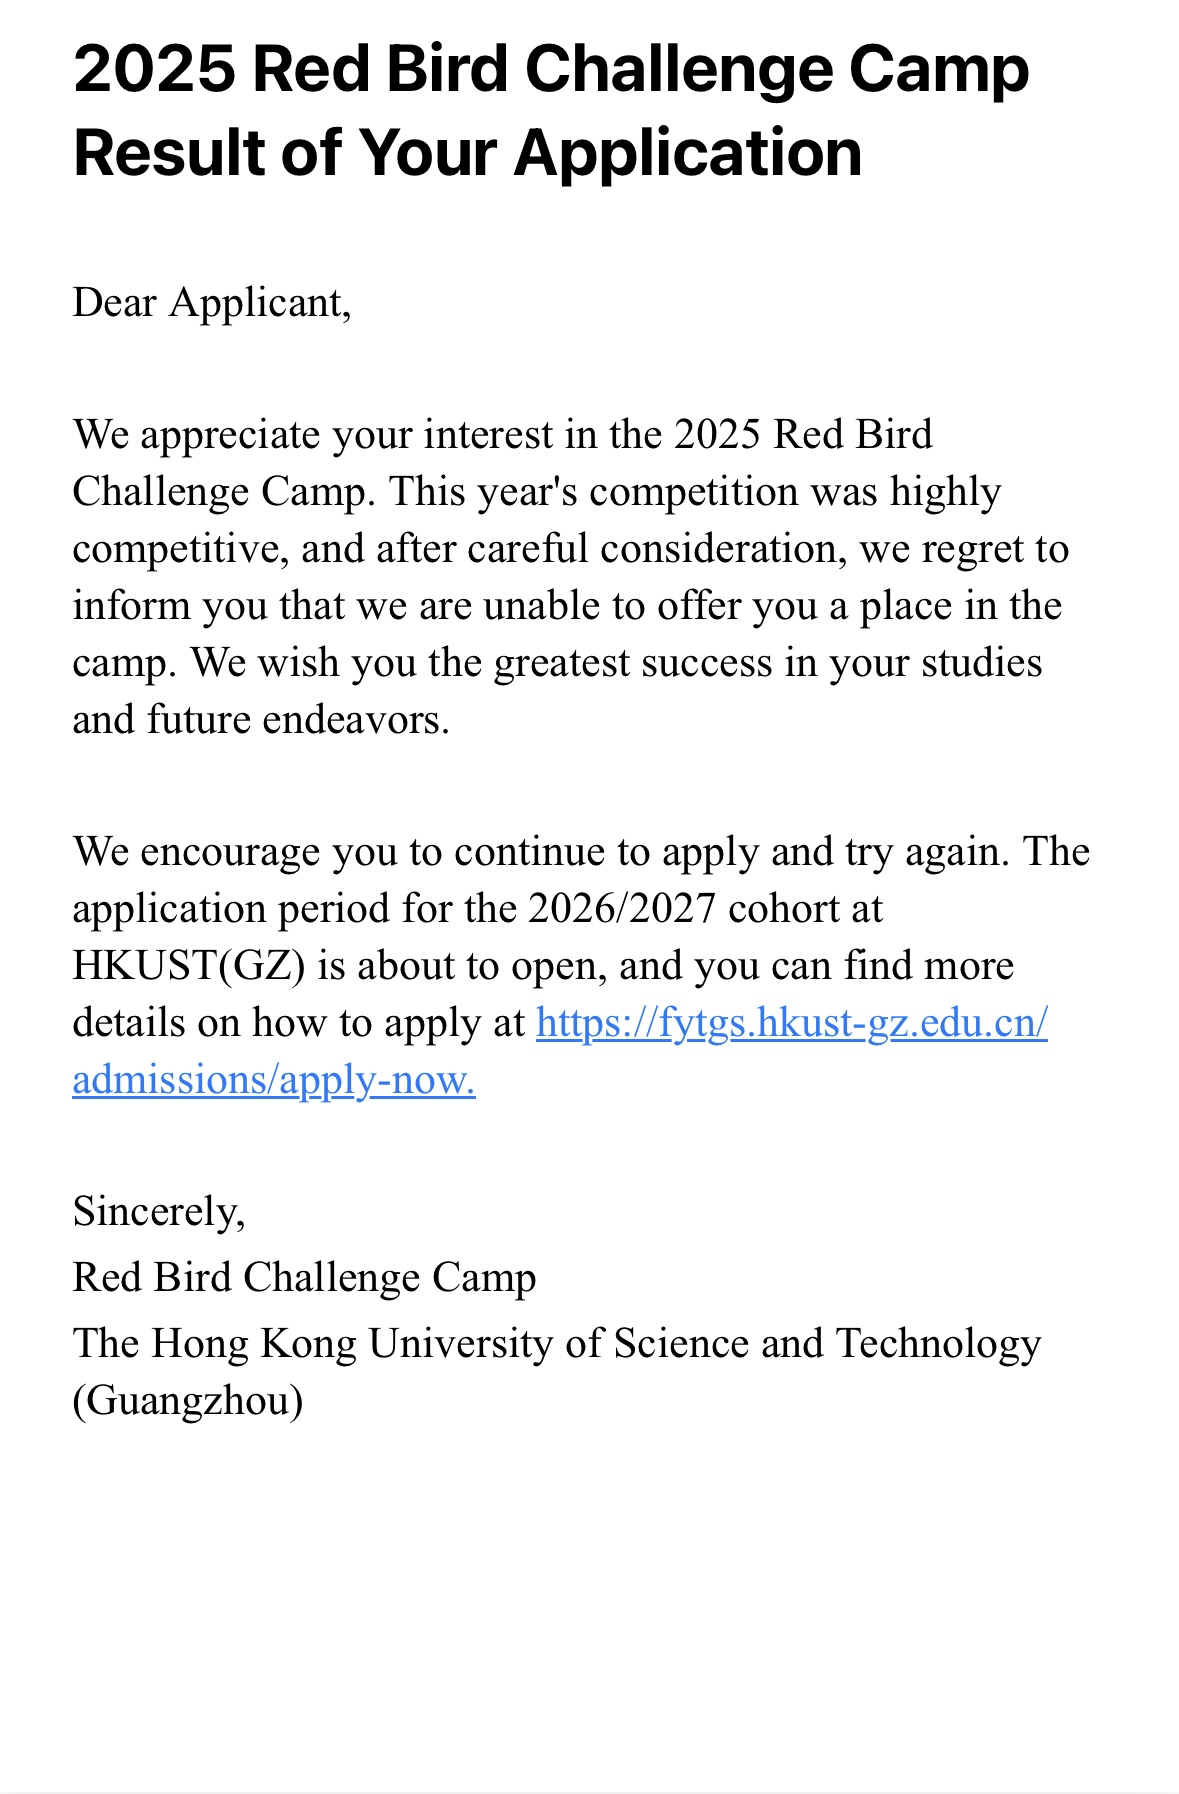 2025 Red Bird Challenge Camp
Result of Your Application
Dear Applicant,
We appreciate your interest in the 2025 Red Bird
Challenge Camp. This year's competition was highly
competitive, and after careful consideration, we regret to
inform you that we are unable to offer you a place in the
camp. We wish you the greatest success in your studies
and future endeavors.
We encourage you to continue to apply and try again. The
application period for the 2026/2027 cohort at
HKUST(GZ) is about to open, and you can find more
details on how to apply at https://fytgs.hkust-gz.edu.cn/
admissions/apply-now.
Sincerely,
Red Bird Challenge Camp
The Hong Kong University of Science and Technology
(Guangzhou)